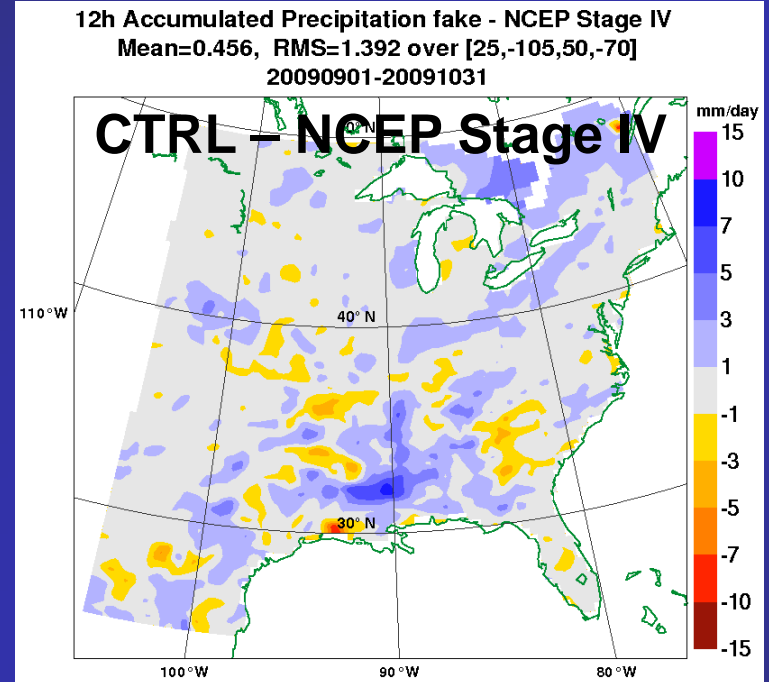 12h Accumulated Precipitation fake - NCEP Stage IV
Mean=0.456, RMS=1.392 over [25,-105,50,-70]
20090901-20091031
mm/day
CTRL – NCEP Stage IV
15
10
7
5
3
1
-1
-3
-5
-7
-10
-15
110°W
40° N
30° N
100°W
90°W
80°W